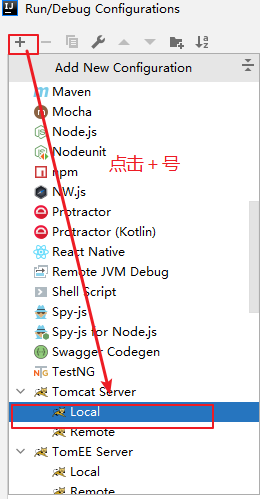 Run/Debug Configurations
Add New Configuration
Maven
Mocha
Node.js
Nodeunit
npm
点击 + 号
NW.js
Protractor
Protractor (Kotlin)
React Native
Remote JVM Debug
Shell Script
Spy-js
Spy-js for Node.js
Swagger Codegen
TestNG
Tomcat Server
Local
Remote
TomEE Server
Local
Remote